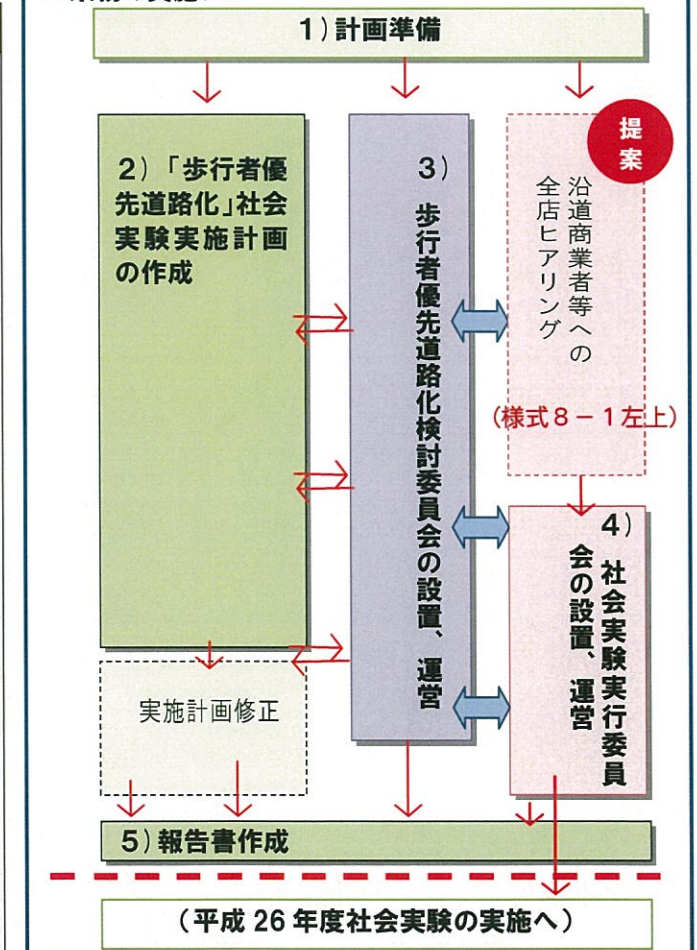 1）計画準備
2）「歩行者優
先道路化」社会
実験実施計画
の作成
3）
歩行者優先道路化検討委員会の設置、運営
提
案
沿道商業者等への
全店ヒアリング
（様式８－１左上）
4）
社会実験実行委員
会の設置、運営
実施計画修正
5）報告書作成
（平成 26 年度社会実験の実施へ）